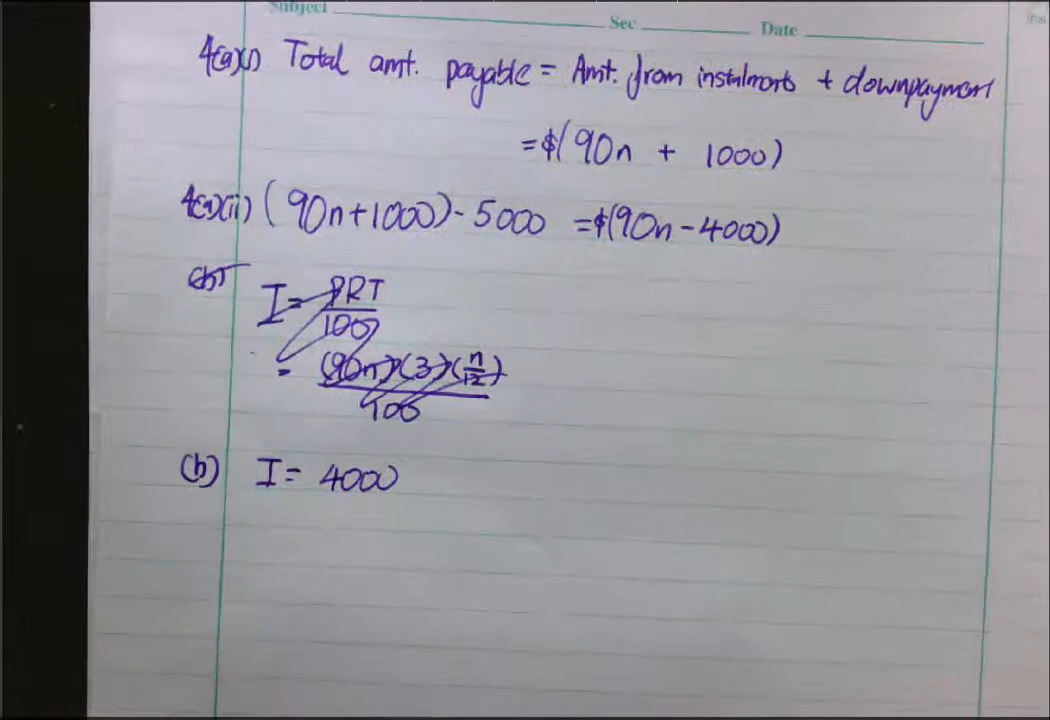 Subject Sec Date
4(a)(i) Total amt. payable = Amt. from instalments + downpayment
= $(90n + 1000)
4(a)(ii) (90n+1000) - 5000 = $(90n - 4000)
(b) I = PRT
100
= (90n)(3)(n/12)
100
(b) I = 4000